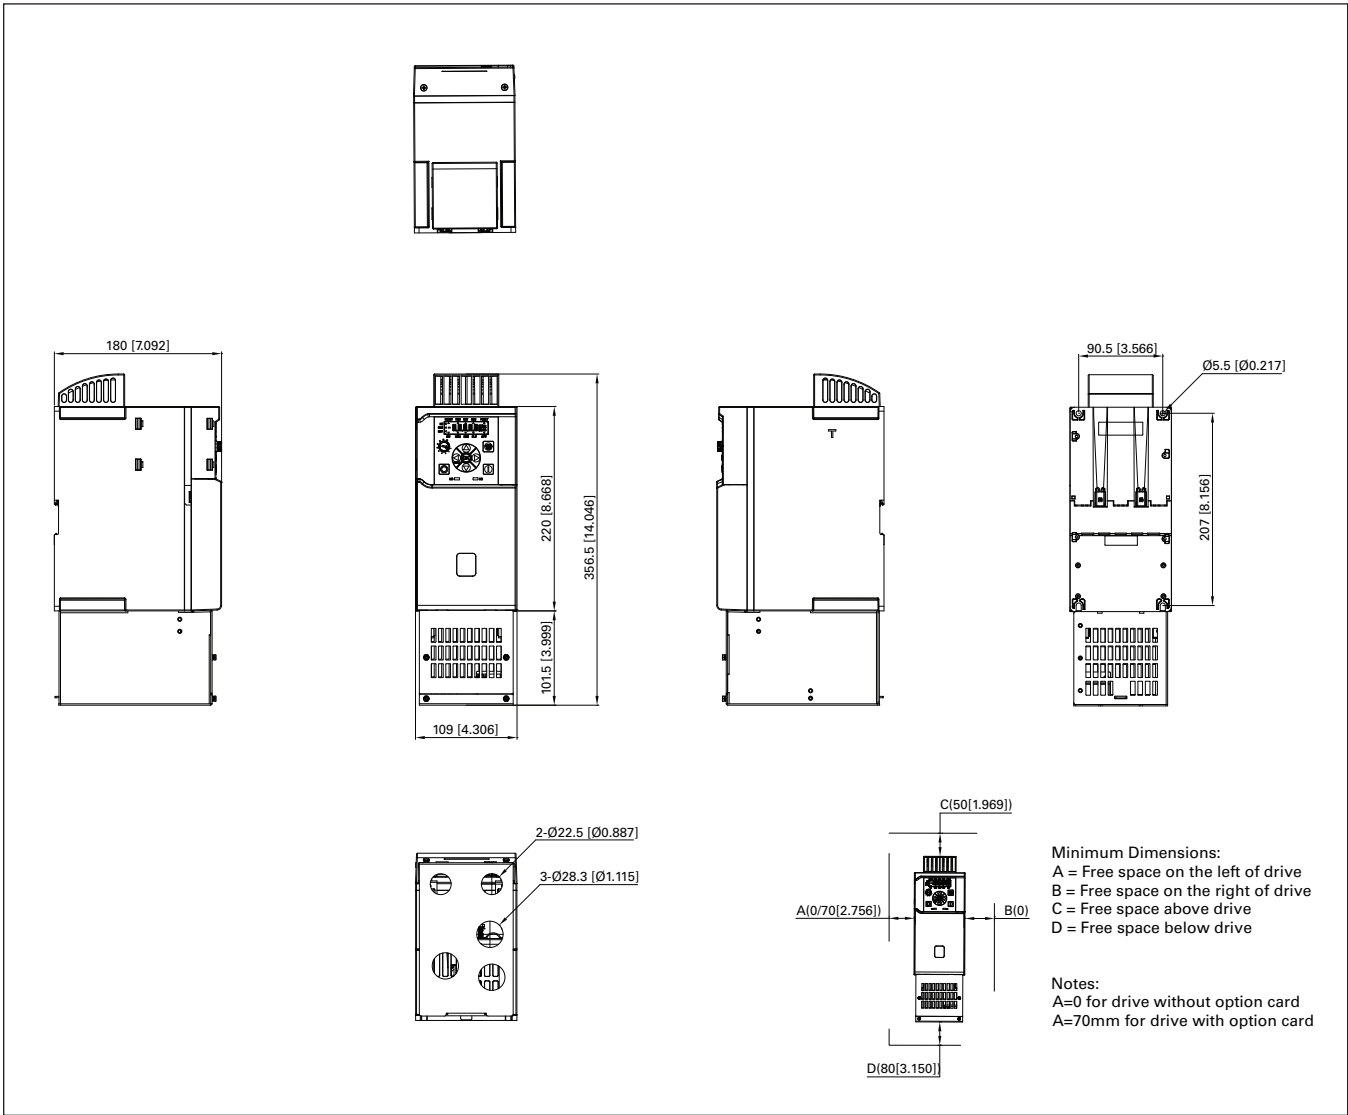 180 [7.092]
90.5 [3.566]
Ø5.5 [Ø0.217]
220 [8.668]
356.5 [14.046]
207 [8.156]
101.5 [3.999]
109 [4.306]
T
2-Ø22.5 [Ø0.887]
3-Ø28.3 [Ø1.115]
C(50[1.969])
A(0/70[2.756])
B(0)
D(80[3.150])
Minimum Dimensions:
A = Free space on the left of drive
B = Free space on the right of drive
C = Free space above drive
D = Free space below drive
Notes:
A=0 for drive without option card
A=70mm for drive with option card